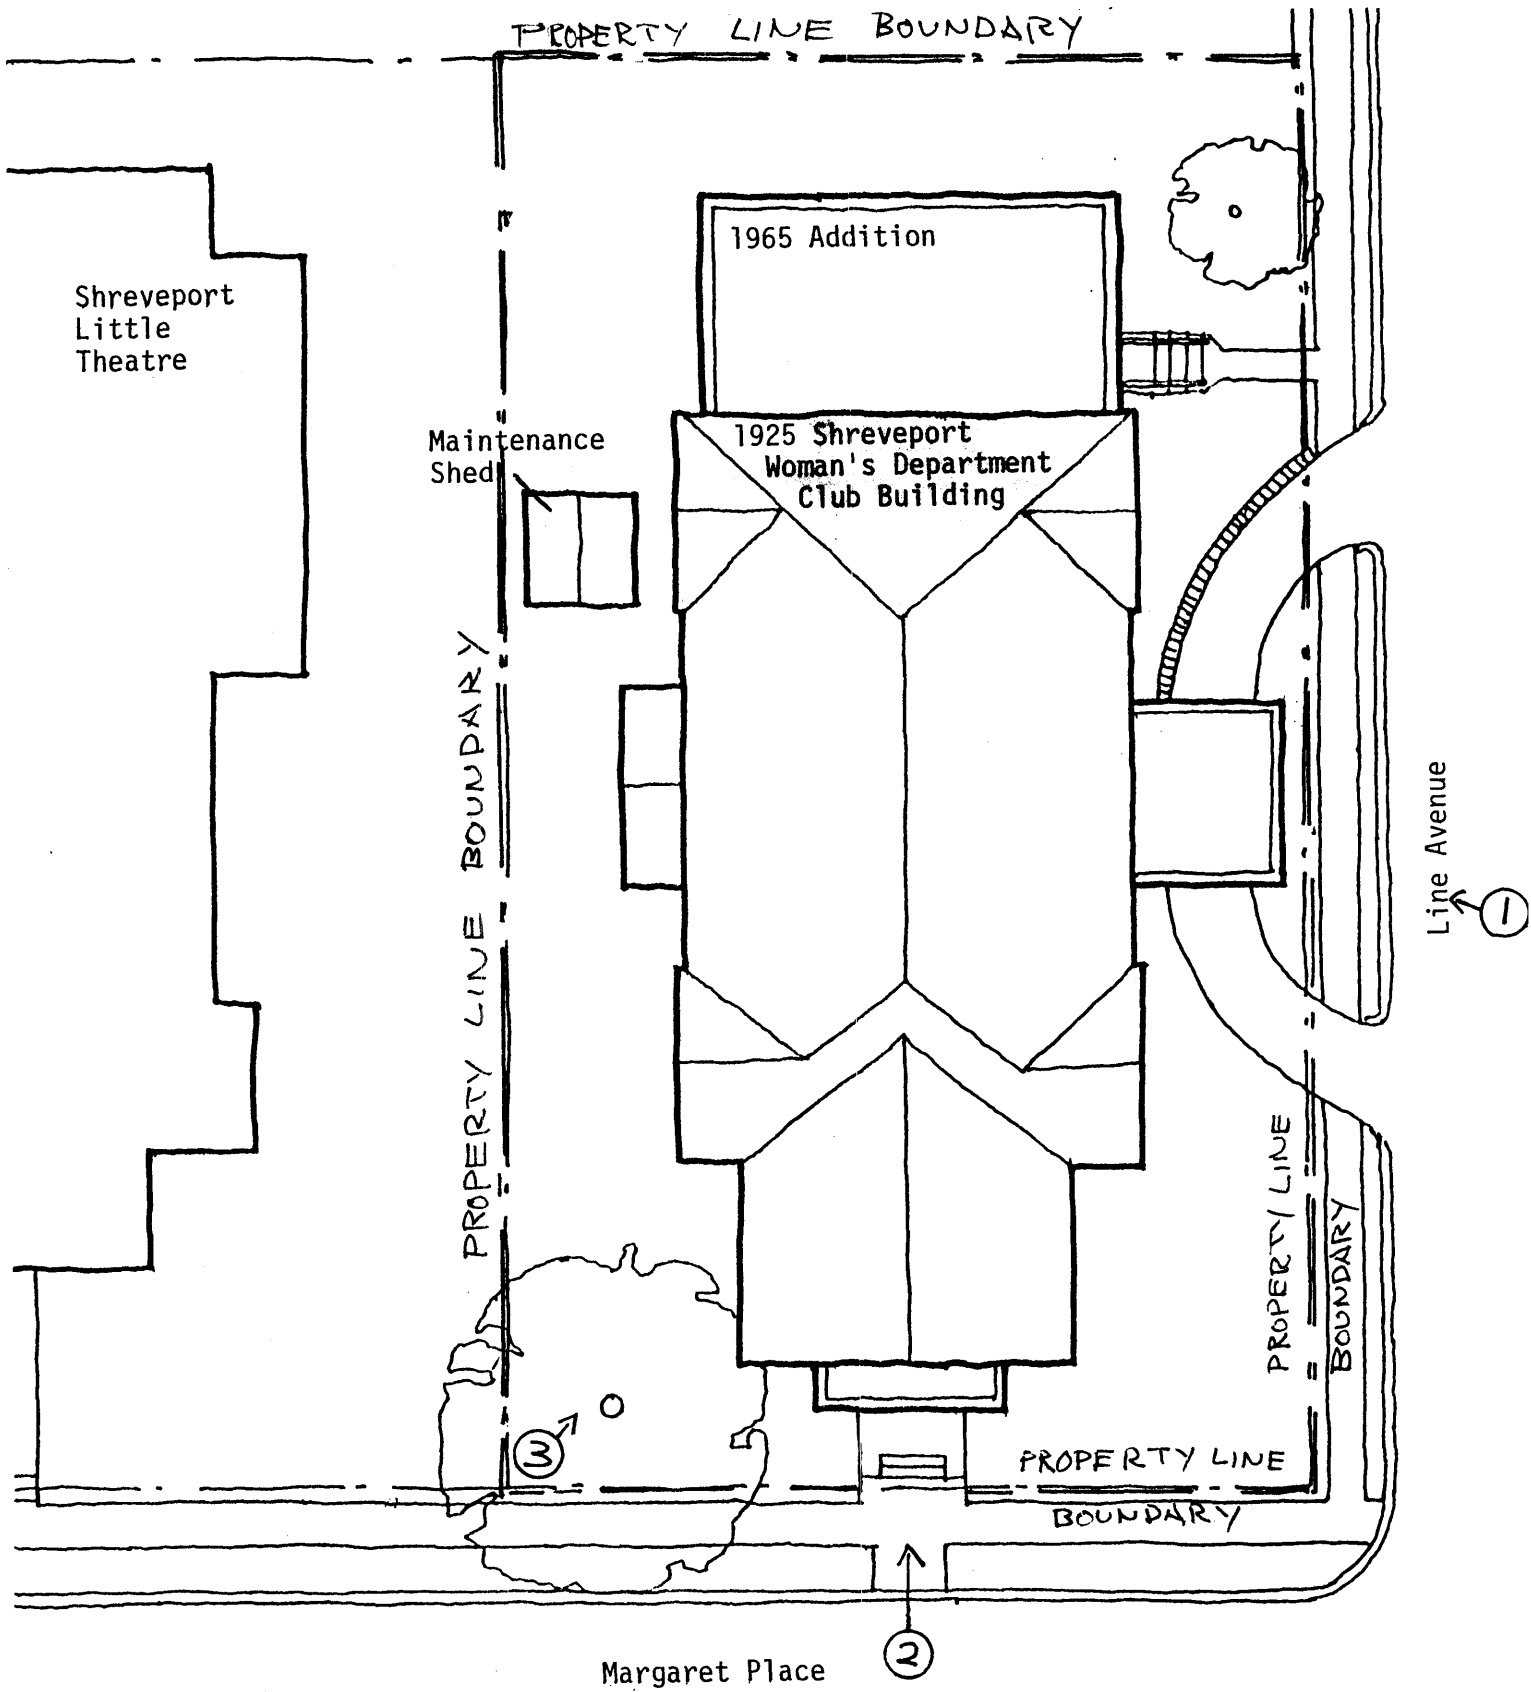 PROPERTY LINE BOUNDARY
1965 Addition
Shreveport
Little
Theatre
Maintenance
Shed
1925 Shreveport
Woman's Department
Club Building
PROPERTY LINE BOUNDARY
Line Avenue
1
PROPERTY LINE
BOUNDARY
3
PROPERTY LINE
BOUNDARY
2
Margaret Place